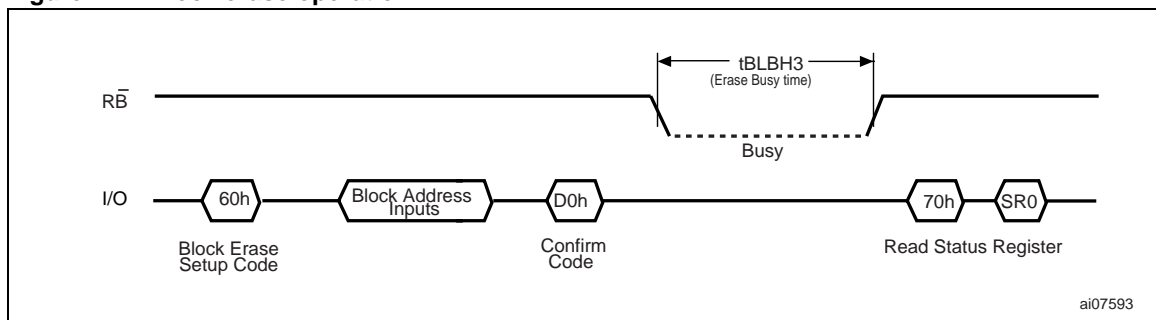 tBLBH3
(Erase Busy time)
RB̅
Busy
I/O
60h
Block Address
Inputs
D0h
70h
SR0
Block Erase
Setup Code
Confirm
Code
Read Status Register
ai07593